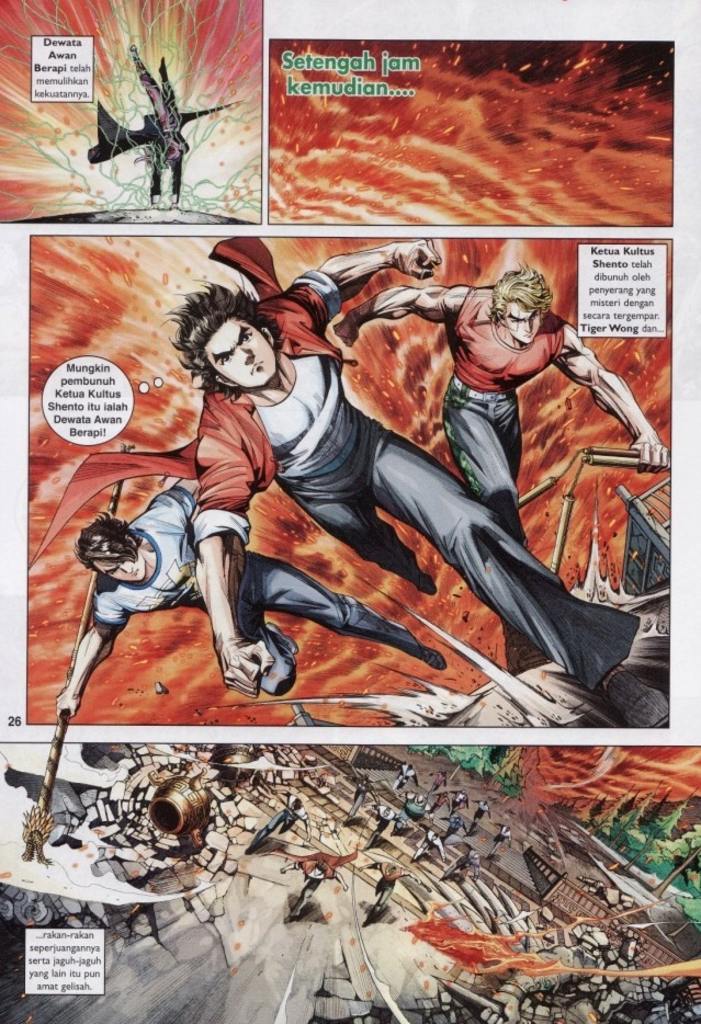 Dewata
Awan
Berapi telah
memulihkan
kekuatannya.
Setengah jam
kemudian....
Ketua Kultus
Shento telah
dibunuh oleh
penyerang yang
misteri dengan
secara tergempar.
Tiger Wong dan...
Mungkin
pembunuh
Ketua Kultus
Shento itu ialah
Dewata Awan
Berapi!
26
...rakan-rakan
seperjuangannya
serta jaguh-jaguh
yang lain itu pun
amat gelisah.